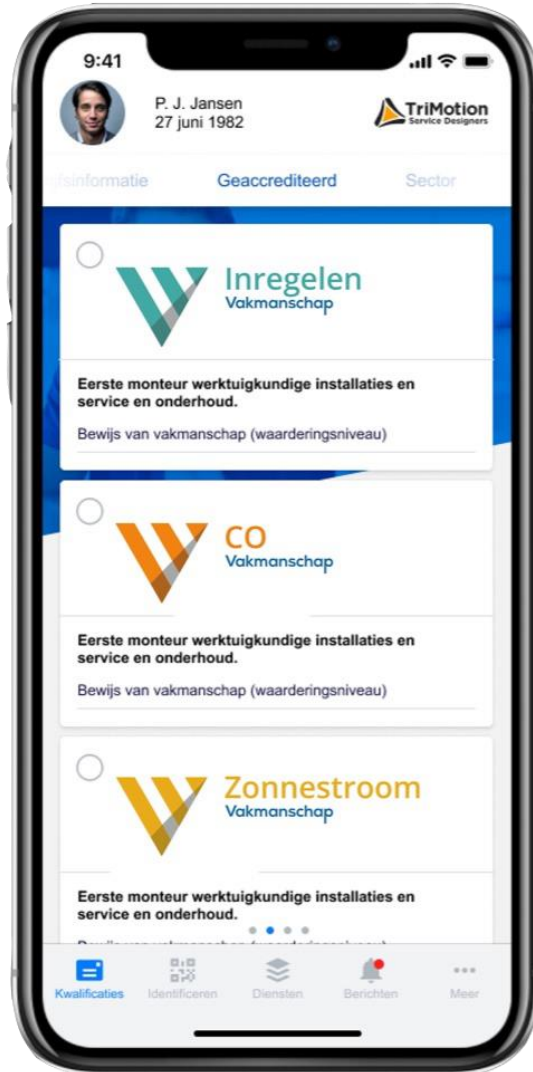 9:41
P. J. Jansen
27 juni 1982
TriMotion
Service Designers
Geaccrediteerd
Sector
Inregelen
Vakmanschap
Eerste monteur werktuigkundige installaties en
service en onderhoud.
Bewijs van vakmanschap (waarderingsniveau)
CO
Vakmanschap
Eerste monteur werktuigkundige installaties en
service en onderhoud.
Bewijs van vakmanschap (waarderingsniveau)
Zonnestroom
Vakmanschap
Eerste monteur werktuigkundige installaties en
service en onderhoud.
Kwalificaties
Identificeren
Diensten
Berichten
Meer